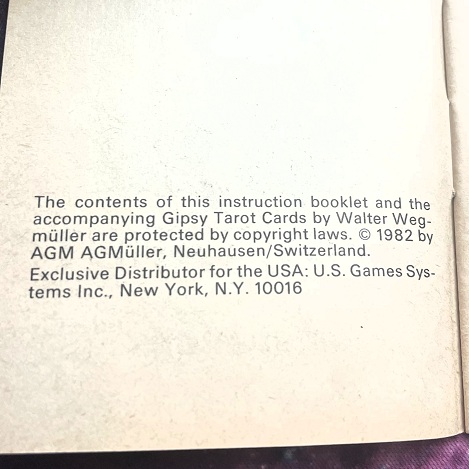 The contents of this instruction booklet and the
accompanying Gipsy Tarot Cards by Walter Weg-
müller are protected by copyright laws. © 1982 by
AGM AGMüller, Neuhausen/Switzerland.
Exclusive Distributor for the USA: U.S. Games Sys-
tems Inc., New York, N.Y. 10016